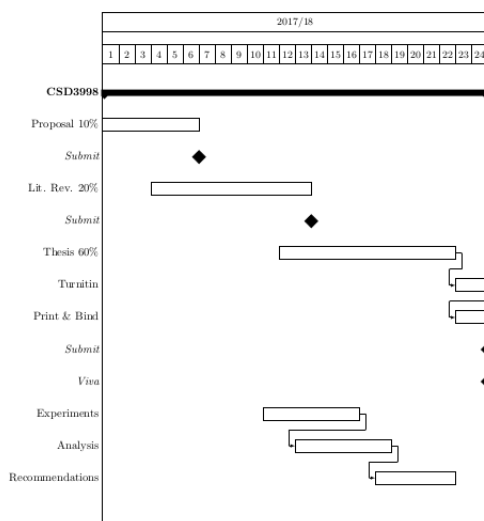 2017/18
1 2 3 4 5 6 7 8 9 10 11 12 13 14 15 16 17 18 19 20 21 22 23 24
CSD3998
Proposal 10%
Submit
Lit. Rev. 20%
Submit
Thesis 60%
Turnitin
Print & Bind
Submit
Viva
Experiments
Analysis
Recommendations